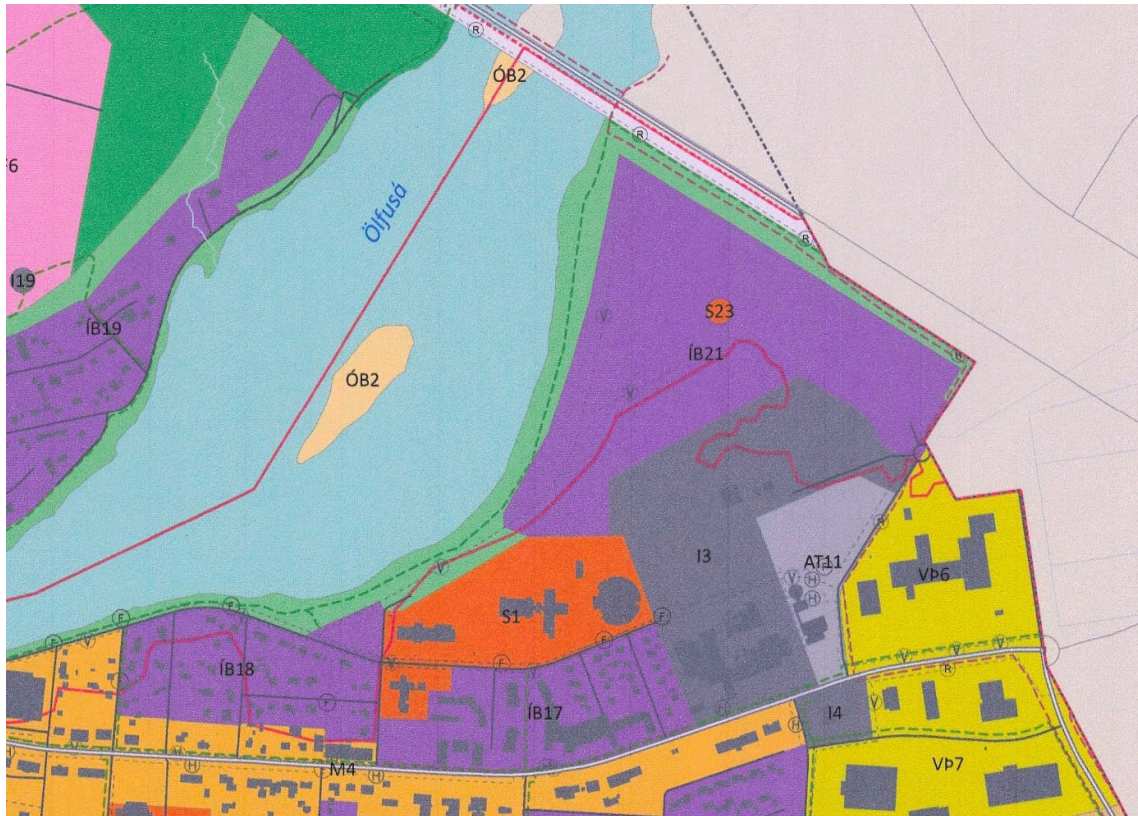 R
ÓB2
R
F6
Ölfusá
R
I19
S23
V
ÍB19
ÍB21
R
ÓB2
V
R
I3
AT11
V
H
H
VÞ6
V
S1
F
F
F
F
V
F
V
V
V
V
F
V
R
ÍB18
F
ÍB17
V
I4
H
V
H
M4
H
VÞ7